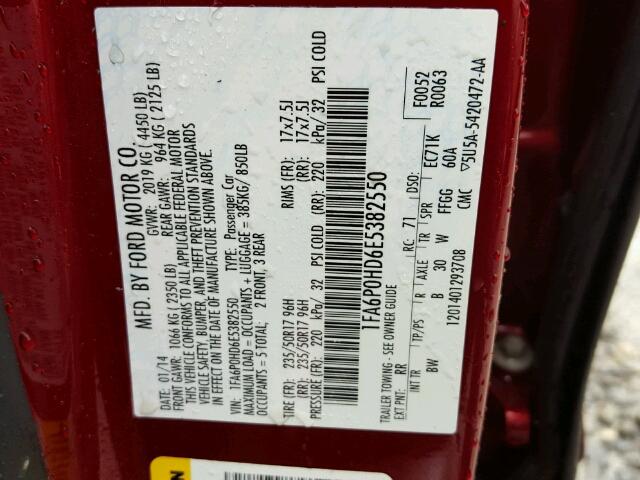 MFD. BY FORD MOTOR CO.
DATE: 01/14 GVWR: 2019 KG ( 4450 LB)
FRONT GAWR: 1066 KG ( 2350 LB) REAR GAWR: 964 KG ( 2125 LB)
THIS VEHICLE CONFORMS TO ALL APPLICABLE FEDERAL MOTOR
VEHICLE SAFETY, BUMPER, AND THEFT PREVENTION STANDARDS
IN EFFECT ON THE DATE OF MANUFACTURE SHOWN ABOVE.
VIN: 1FA6P0HD6E5382550 TYPE: Passenger Car
MAXIMUM LOAD = OCCUPANTS + LUGGAGE = 385KG/ 850LB
OCCUPANTS = 5 TOTAL; 2 FRONT, 3 REAR
TIRE (FR): 235/50R17 96H RIMS (FR): 17x7.5J
(RR): 235/50R17 96H (RR): 17x7.5J
PRESSURE (FR): 220 kPa/ 32 PSI COLD (RR): 220 kPa/ 32 PSI COLD
1FA6P0HD6E5382550
TRAILER TOWING - SEE OWNER GUIDE F0052
EXT PNT: RR RC: 71 DSO: R0063
INT TR TP/PS R AXLE TR SPR EC71K
BW B 30 W FFGG 60A
1201401293708 CMC 5U5A-5420472-AA